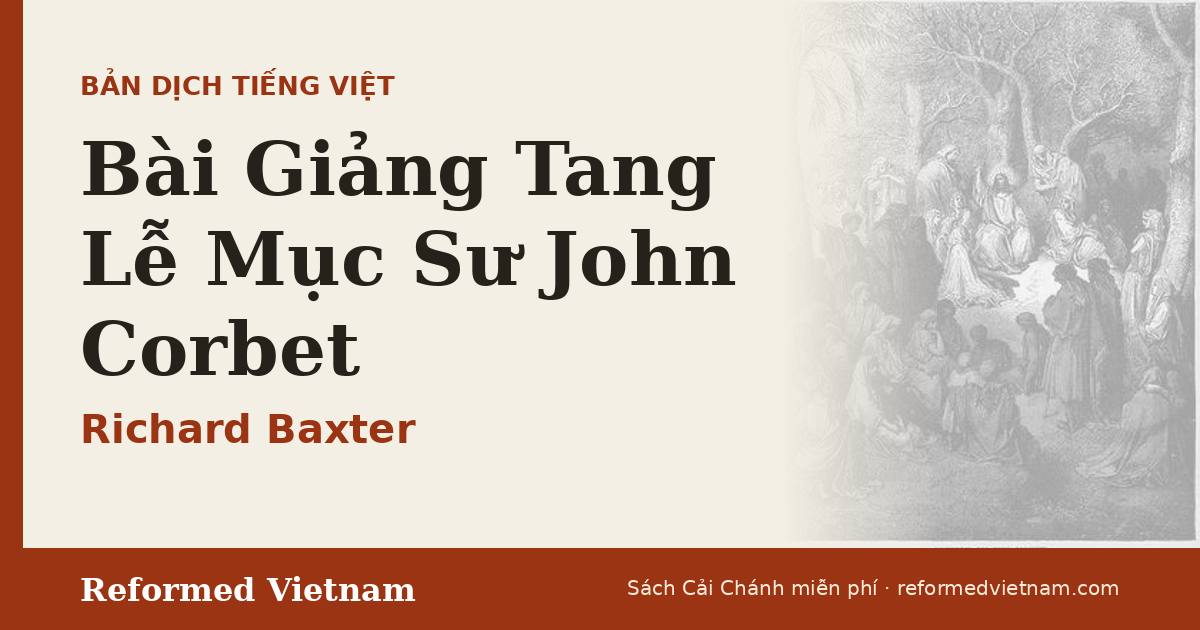 BẢN DỊCH TIẾNG VIỆT
Bài Giảng Tang
Lễ Mục Sư John
Corbet
Richard Baxter
Reformed Vietnam
Sách Cải Chánh miễn phí · reformedvietnam.com